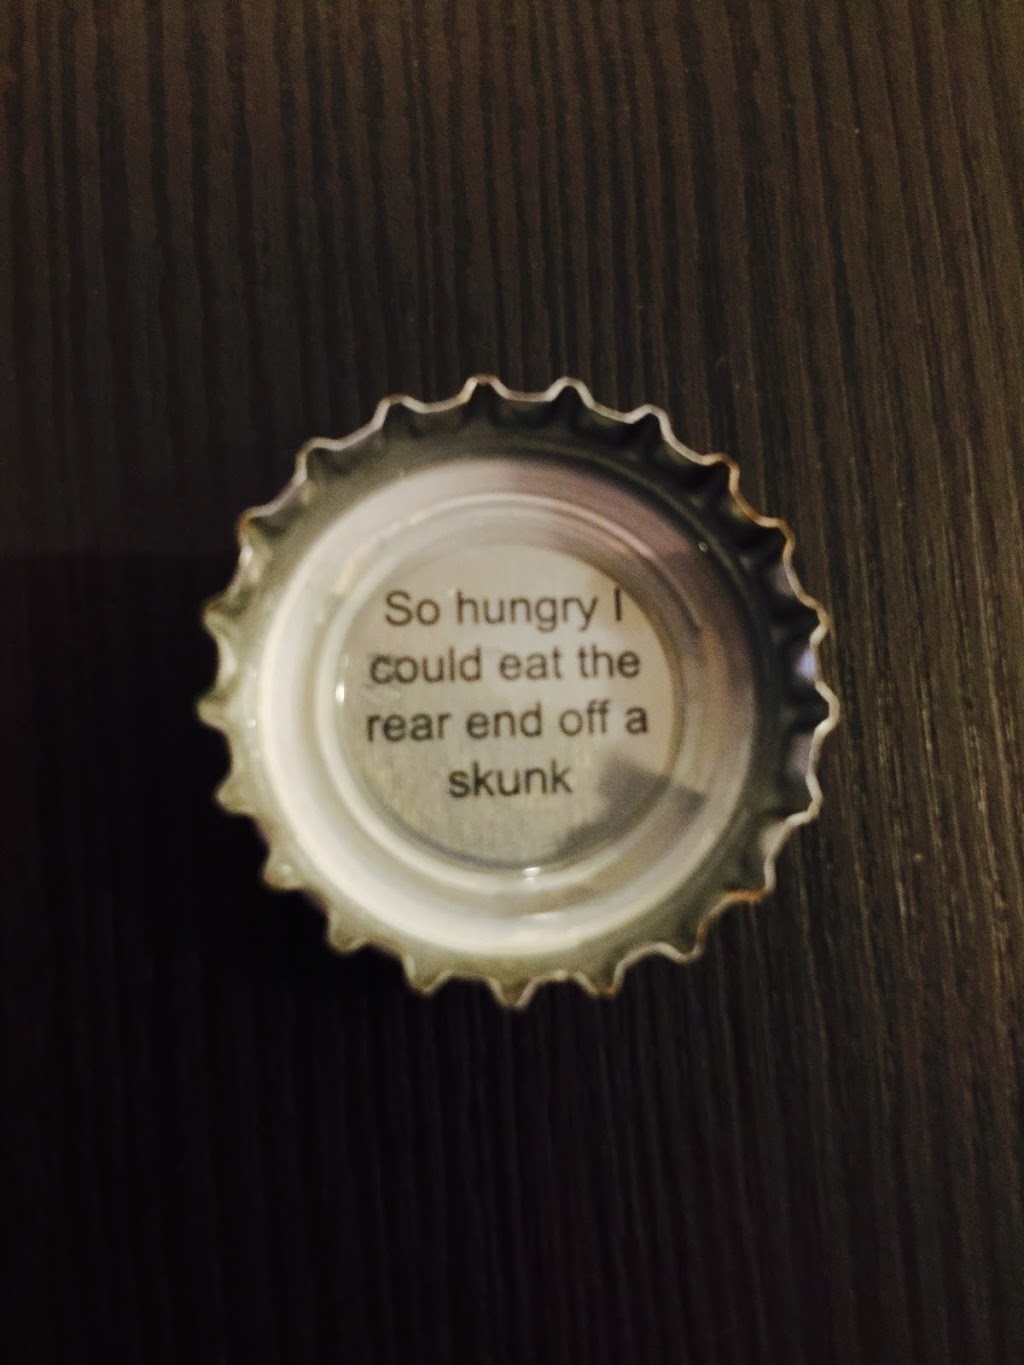 So hungry I
could eat the
rear end off a
skunk